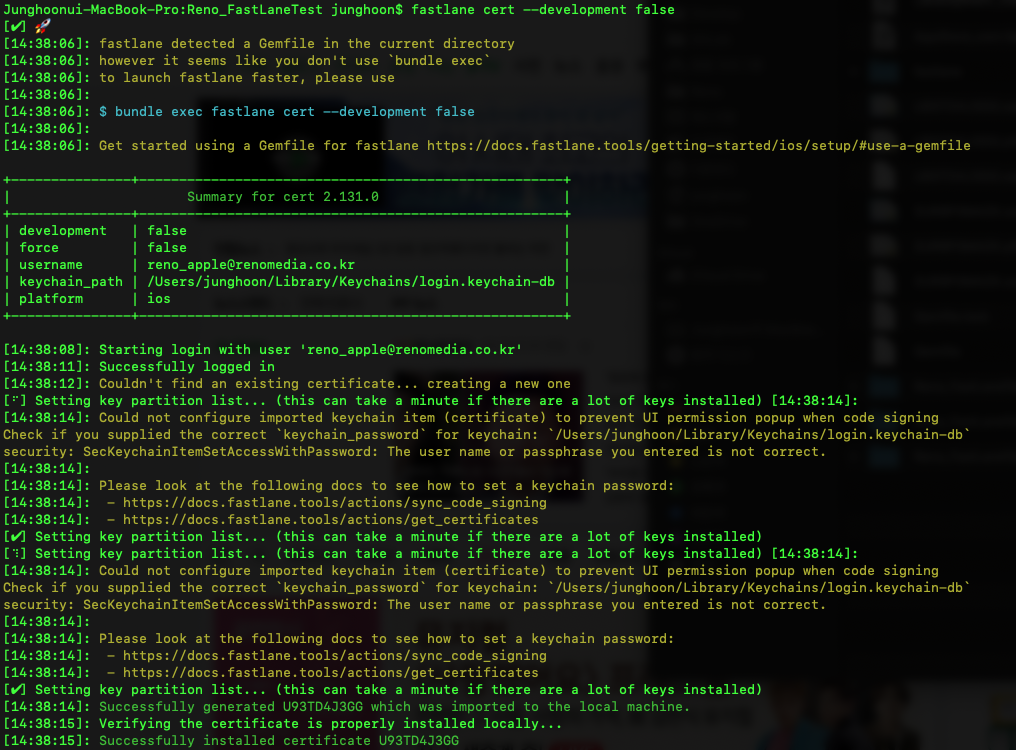 Junghoonui-MacBook-Pro:Reno_FastLaneTest junghoon$ fastlane cert --development false
[✔] 🚀
[14:38:06]: fastlane detected a Gemfile in the current directory
[14:38:06]: however it seems like you don't use `bundle exec`
[14:38:06]: to launch fastlane faster, please use
[14:38:06]:
[14:38:06]: $ bundle exec fastlane cert --development false
[14:38:06]:
[14:38:06]: Get started using a Gemfile for fastlane https://docs.fastlane.tools/getting-started/ios/setup/#use-a-gemfile
+---------------+-----------------------------------------------------+
| Summary for cert 2.131.0 |
+---------------+-----------------------------------------------------+
| development | false |
| force | false |
| username | reno_apple@renomedia.co.kr |
| keychain_path | /Users/junghoon/Library/Keychains/login.keychain-db |
| platform | ios |
+---------------+-----------------------------------------------------+
[14:38:08]: Starting login with user 'reno_apple@renomedia.co.kr'
[14:38:11]: Successfully logged in
[14:38:12]: Couldn't find an existing certificate... creating a new one
[⠋] Setting key partition list... (this can take a minute if there are a lot of keys installed) [14:38:14]:
[14:38:14]: Could not configure imported keychain item (certificate) to prevent UI permission popup when code signing
Check if you supplied the correct `keychain_password` for keychain: `/Users/junghoon/Library/Keychains/login.keychain-db`
security: SecKeychainItemSetAccessWithPassword: The user name or passphrase you entered is not correct.
[14:38:14]:
[14:38:14]: Please look at the following docs to see how to set a keychain password:
[14:38:14]:  - https://docs.fastlane.tools/actions/sync_code_signing
[14:38:14]:  - https://docs.fastlane.tools/actions/get_certificates
[✔] Setting key partition list... (this can take a minute if there are a lot of keys installed)
[⠹] Setting key partition list... (this can take a minute if there are a lot of keys installed) [14:38:14]:
[14:38:14]: Could not configure imported keychain item (certificate) to prevent UI permission popup when code signing
Check if you supplied the correct `keychain_password` for keychain: `/Users/junghoon/Library/Keychains/login.keychain-db`
security: SecKeychainItemSetAccessWithPassword: The user name or passphrase you entered is not correct.
[14:38:14]:
[14:38:14]: Please look at the following docs to see how to set a keychain password:
[14:38:14]:  - https://docs.fastlane.tools/actions/sync_code_signing
[14:38:14]:  - https://docs.fastlane.tools/actions/get_certificates
[✔] Setting key partition list... (this can take a minute if there are a lot of keys installed)
[14:38:14]: Successfully generated U93TD4J3GG which was imported to the local machine.
[14:38:15]: Verifying the certificate is properly installed locally...
[14:38:15]: Successfully installed certificate U93TD4J3GG